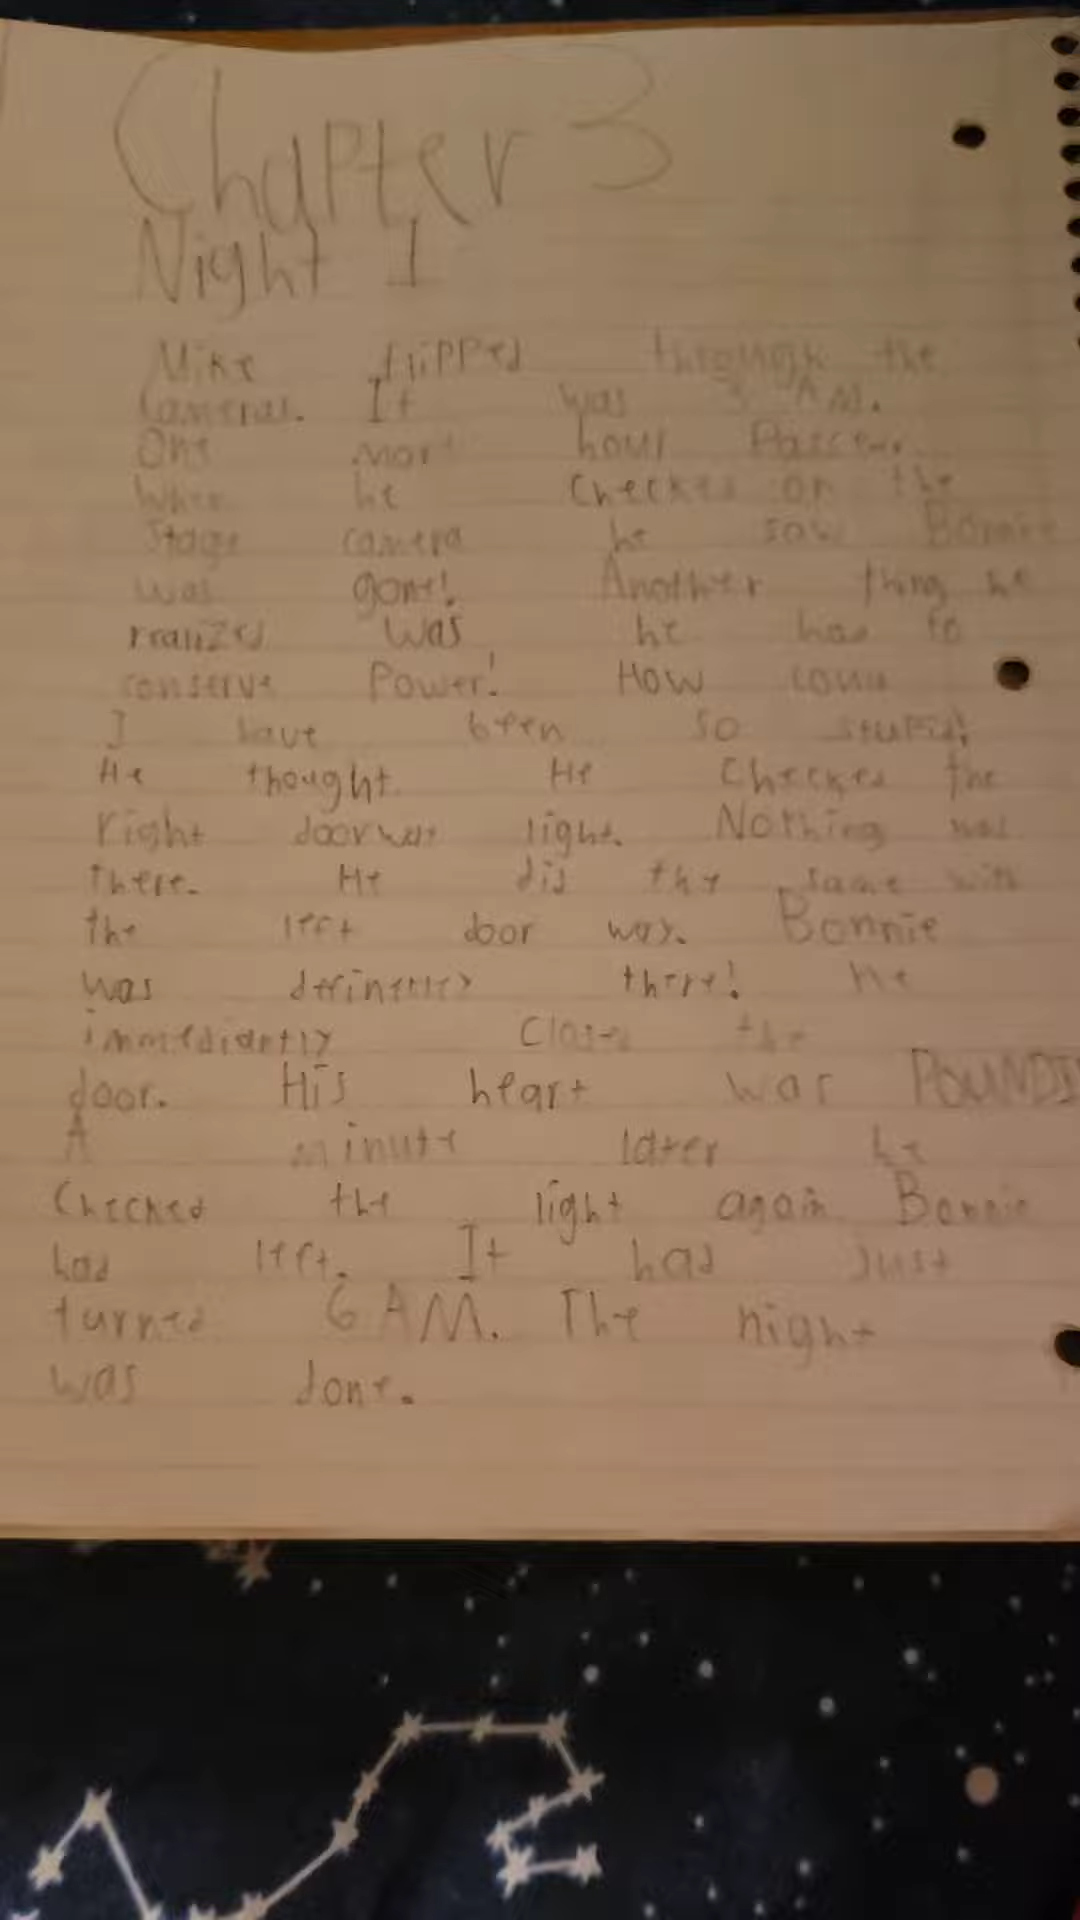 Chapter 3
Night 1
Mike flipped through the
cameras. It was 3 AM.
One more hour Passed.
When he checked on the
Stage camera he saw Bonnie
was gone! Another thing he
realized was he had to
conserve Power! How could
I have been so stupid!
He thought. He Checked the
right doorway light. Nothing was
there. He did the same with
the left door way. Bonnie
was definetley there! he
immediantly Closed the
door. His heart was POUNDI
A minute later he
Checked the light again Bonnie
had left. It had Just
turned 6 AM. The night
was done.